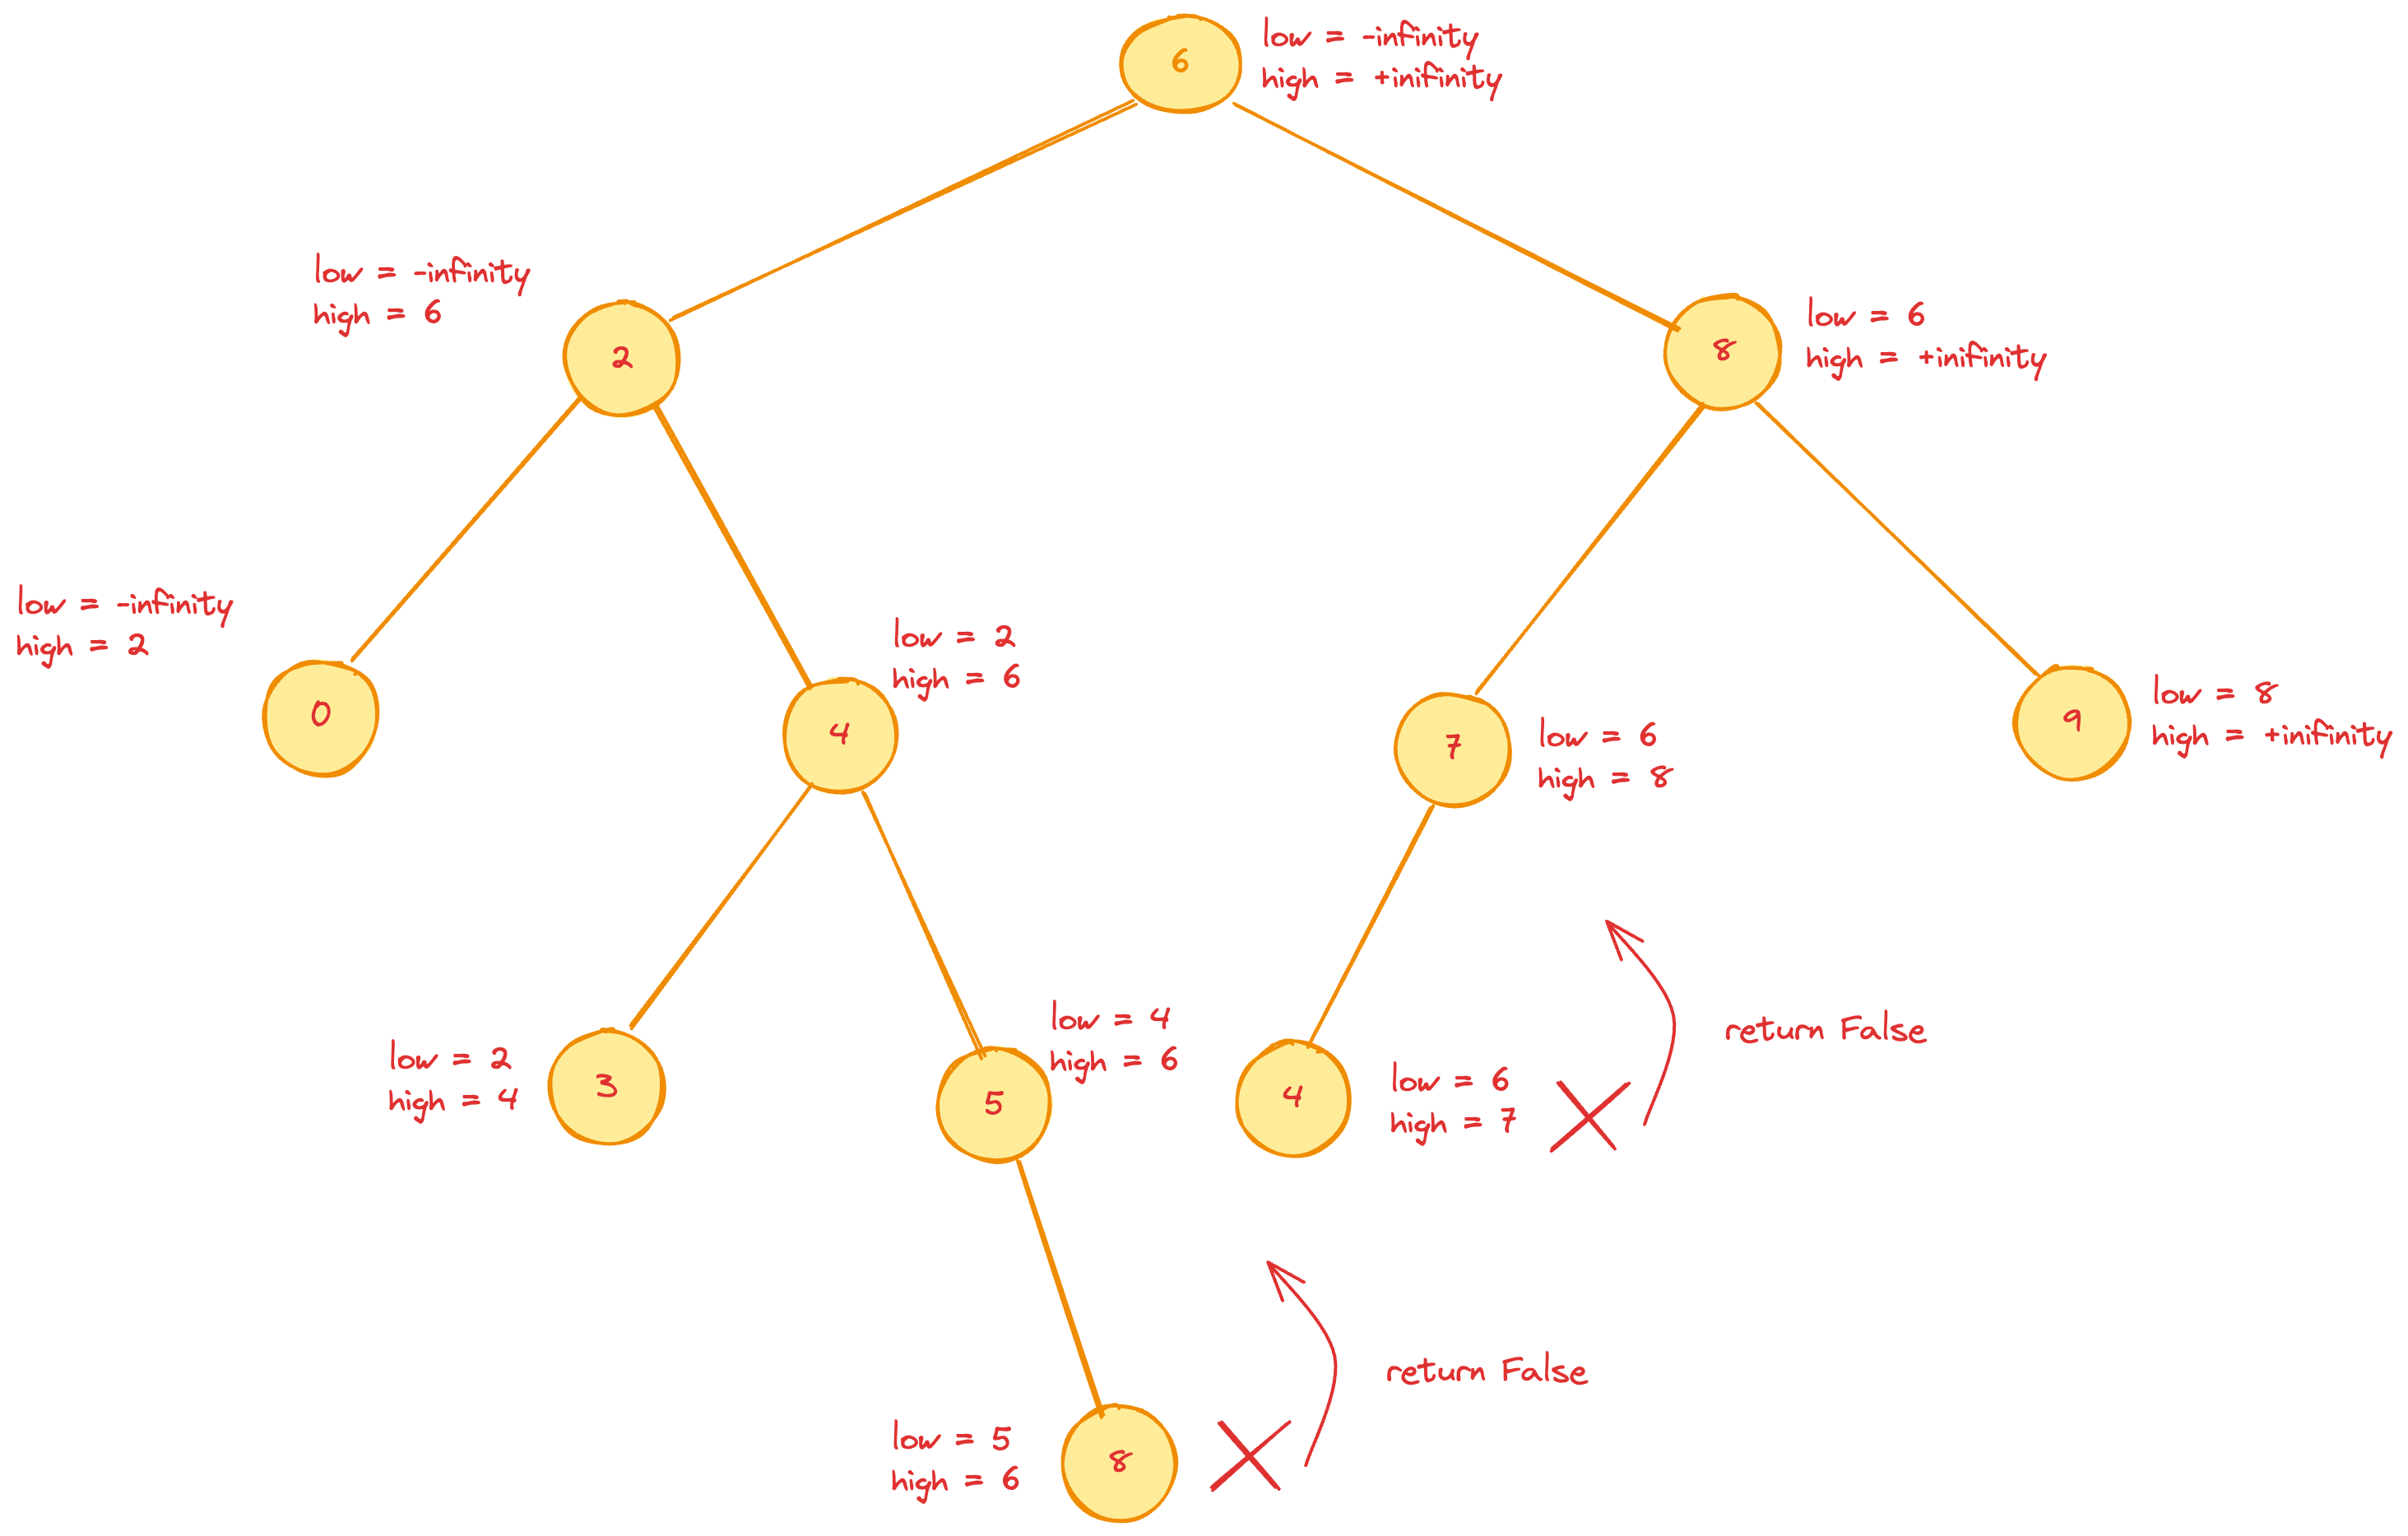 6
low = -infinity
high = +inifinity
low = -infinity
high = 6
2
8
low = 6
high = +inifinity
low = -infinity
high = 2
0
low = 2
high = 6
4
7
low = 6
high = 8
9
low = 8
high = +inifinity
low = 2
high = 4
3
low = 4
high = 6
5
4
low = 6
high = 7
return False
low = 5
high = 6
8
return False